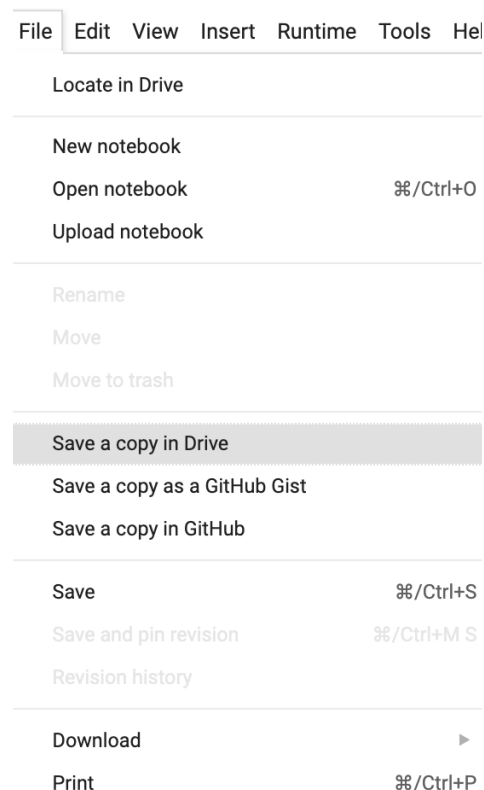 File Edit View Insert Runtime Tools Hel
Locate in Drive
New notebook
Open notebook ⌘/Ctrl+O
Upload notebook
Rename
Move
Move to trash
Save a copy in Drive
Save a copy as a GitHub Gist
Save a copy in GitHub
Save ⌘/Ctrl+S
Save and pin revision ⌘/Ctrl+M S
Revision history
Download
Print ⌘/Ctrl+P